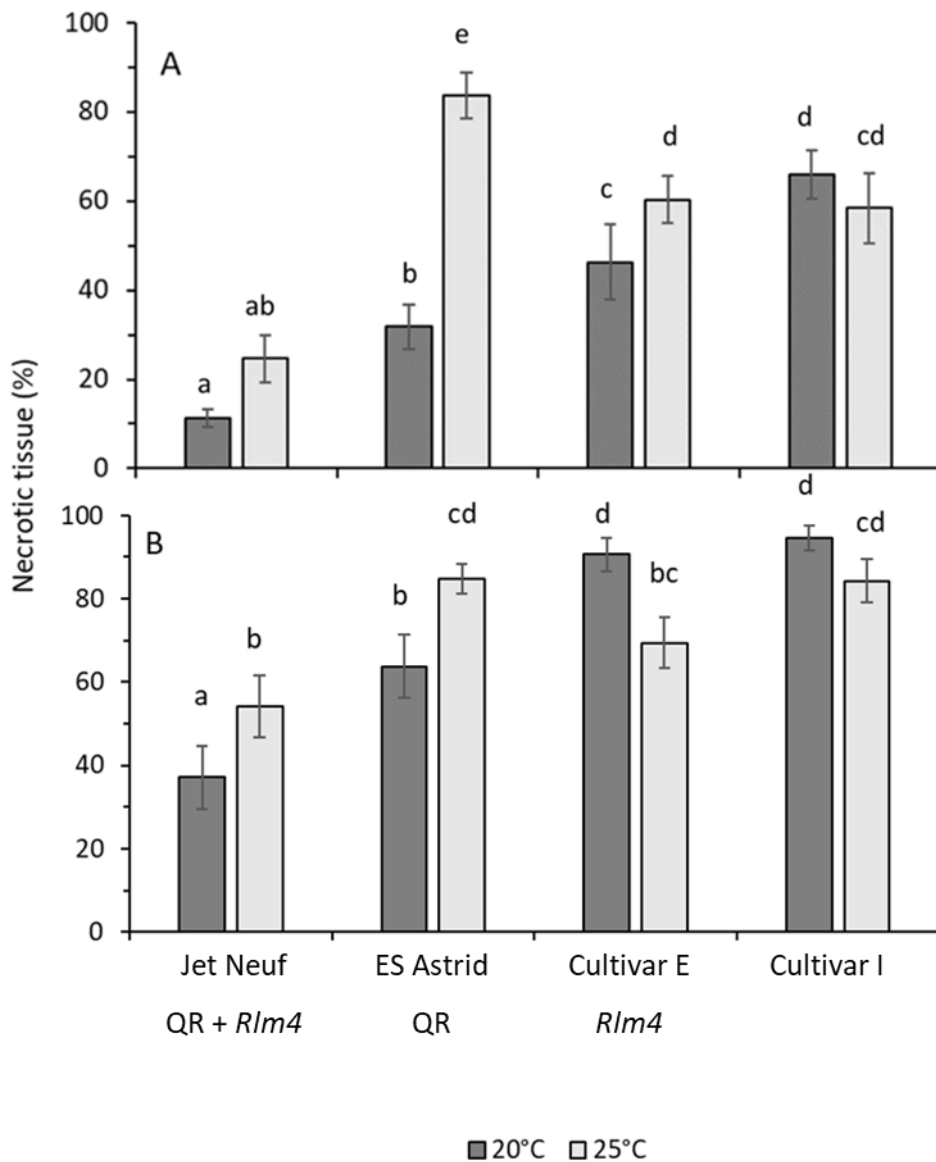 Necrotic tissue (%)
A
100
80
60
40
20
0
a
ab
b
e
c
d
d
cd
B
100
80
60
40
20
0
a
b
b
cd
d
bc
d
cd
Jet Neuf ES Astrid Cultivar E Cultivar I
QR + Rlm4 QR Rlm4
20°C 25°C